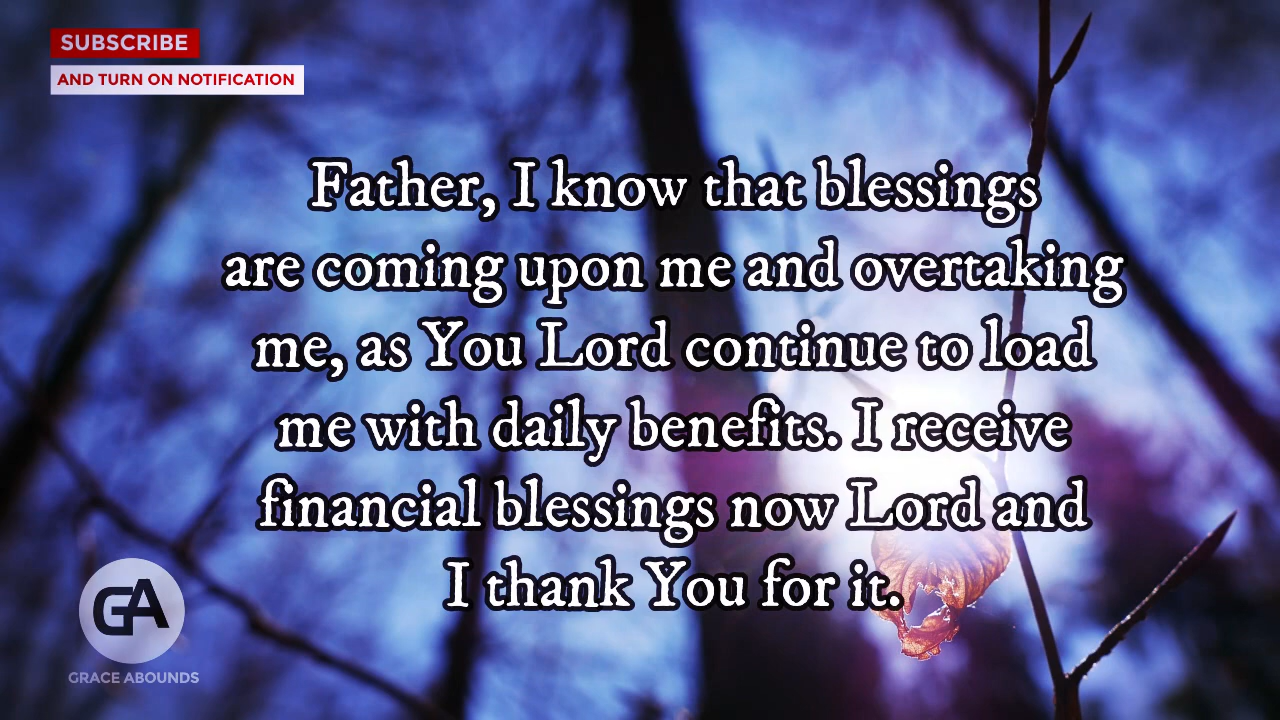 SUBSCRIBE
AND TURN ON NOTIFICATION
Father, I know that blessings
are coming upon me and overtaking
me, as You Lord continue to load
me with daily benefits. I receive
financial blessings now Lord and
I thank You for it.
GA
GRACE ABOUNDS